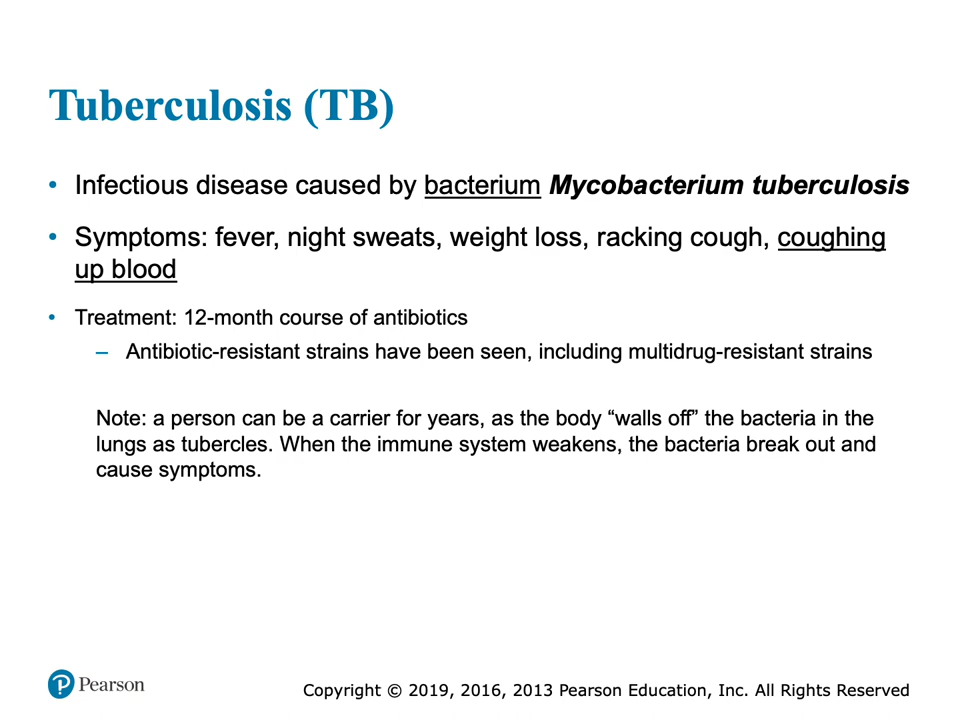 Tuberculosis (TB)
• Infectious disease caused by bacterium Mycobacterium tuberculosis
• Symptoms: fever, night sweats, weight loss, racking cough, coughing
up blood
• Treatment: 12-month course of antibiotics
– Antibiotic-resistant strains have been seen, including multidrug-resistant strains
Note: a person can be a carrier for years, as the body “walls off” the bacteria in the
lungs as tubercles. When the immune system weakens, the bacteria break out and
cause symptoms.
P Pearson
Copyright © 2019, 2016, 2013 Pearson Education, Inc. All Rights Reserved